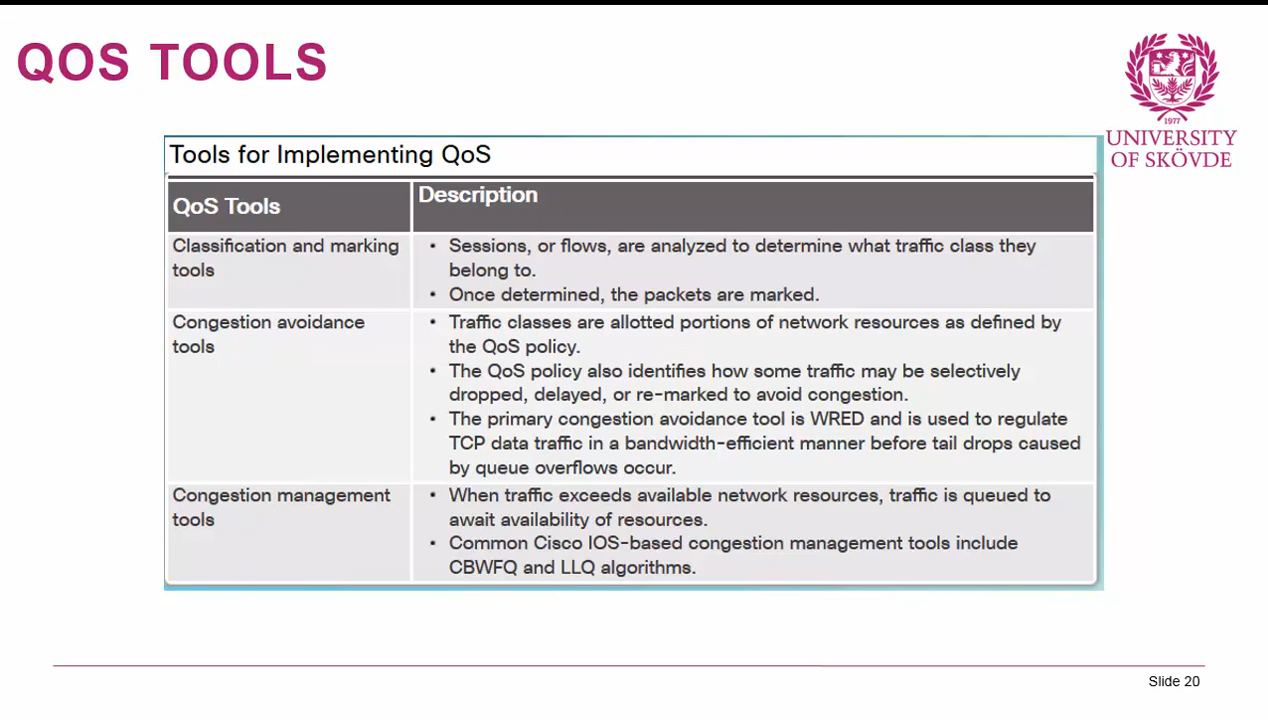 QOS TOOLS
1977
UNIVERSITY
OF SKÖVDE
Tools for Implementing QoS
QoS Tools
Description
Classification and marking
tools
• Sessions, or flows, are analyzed to determine what traffic class they
belong to.
• Once determined, the packets are marked.
Congestion avoidance
tools
• Traffic classes are allotted portions of network resources as defined by
the QoS policy.
• The QoS policy also identifies how some traffic may be selectively
dropped, delayed, or re-marked to avoid congestion.
• The primary congestion avoidance tool is WRED and is used to regulate
TCP data traffic in a bandwidth-efficient manner before tail drops caused
by queue overflows occur.
Congestion management
tools
• When traffic exceeds available network resources, traffic is queued to
await availability of resources.
• Common Cisco IOS-based congestion management tools include
CBWFQ and LLQ algorithms.
Slide 20